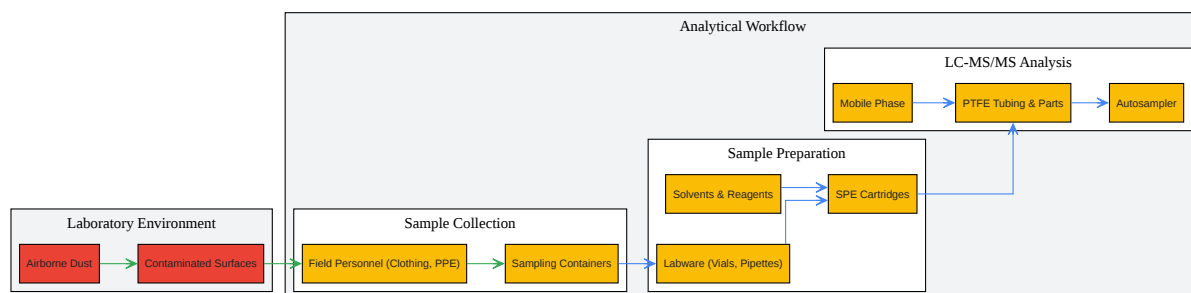 Analytical Workflow
LC-MS/MS Analysis
Mobile Phase
PTFE Tubing & Parts
Autosampler
Sample Preparation
Solvents & Reagents
SPE Cartridges
Laboratory Environment
Sample Collection
Airborne Dust
Contaminated Surfaces
Field Personnel (Clothing, PPE)
Sampling Containers
Labware (Vials, Pipettes)